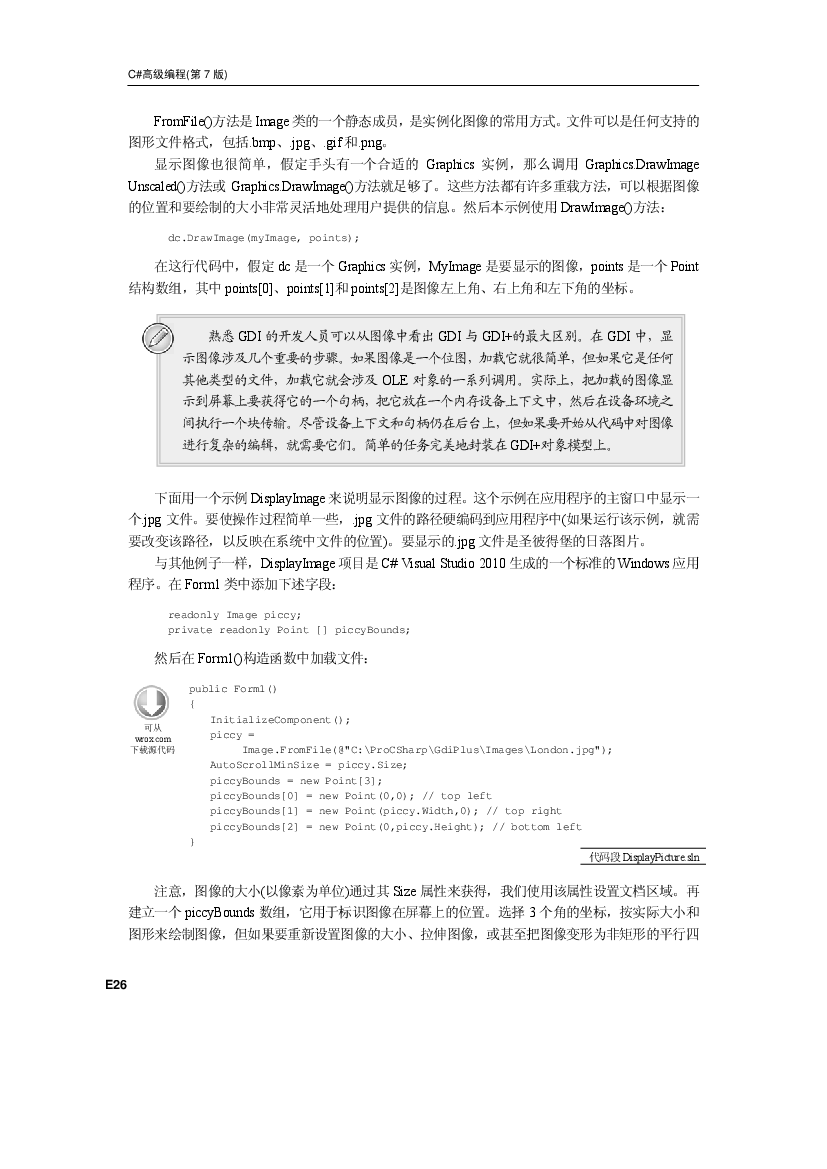 C#高级编程(第 7 版)
FromFile()方法是 Image 类的一个静态成员，是实例化图像的常用方式。文件可以是任何支持的
图形文件格式，包括.bmp、.jpg、.gif 和.png。
显示图像也很简单，假定手头有一个合适的 Graphics 实例，那么调用 Graphics.DrawImage
Unscaled()方法或 Graphics.DrawImage()方法就足够了。这些方法都有许多重载方法，可以根据图像
的位置和要绘制的大小非常灵活地处理用户提供的信息。然后本示例使用 DrawImage()方法：
dc.DrawImage(myImage, points);
在这行代码中，假定 dc 是一个 Graphics 实例，MyImage 是要显示的图像，points 是一个 Point
结构数组，其中 points[0]、points[1]和 points[2]是图像左上角、右上角和左下角的坐标。
熟悉 GDI 的开发人员可以从图像中看出 GDI 与 GDI+的最大区别。在 GDI 中，显
示图像涉及几个重要的步骤。如果图像是一个位图，加载它就很简单，但如果它是任何
其他类型的文件，加载它就会涉及 OLE 对象的一系列调用。实际上，把加载的图像显
示到屏幕上要获得它的一个句柄，把它放在一个内存设备上下文中，然后在设备环境之
间执行一个块传输。尽管设备上下文和句柄仍在后台上，但如果要开始从代码中对图像
进行复杂的编辑，就需要它们。简单的任务完美地封装在 GDI+对象模型上。
下面用一个示例 DisplayImage 来说明显示图像的过程。这个示例在应用程序的主窗口中显示一
个.jpg 文件。要使操作过程简单一些，.jpg 文件的路径硬编码到应用程序中(如果运行该示例，就需
要改变该路径，以反映在系统中文件的位置)。要显示的.jpg 文件是圣彼得堡的日落图片。
与其他例子一样，DisplayImage 项目是 C# Visual Studio 2010 生成的一个标准的 Windows 应用
程序。在 Form1 类中添加下述字段：
readonly Image piccy;
private readonly Point [] piccyBounds;
然后在 Form1()构造函数中加载文件：
可从
wrox.com
下载源代码
public Form1()
{
InitializeComponent();
piccy =
Image.FromFile(@"C:\ProCSharp\GdiPlus\Images\London.jpg");
AutoScrollMinSize = piccy.Size;
piccyBounds = new Point[3];
piccyBounds[0] = new Point(0,0); // top left
piccyBounds[1] = new Point(piccy.Width,0); // top right
piccyBounds[2] = new Point(0,piccy.Height); // bottom left
}
代码段 DisplayPicture.sln
注意，图像的大小(以像素为单位)通过其 Size 属性来获得，我们使用该属性设置文档区域。再
建立一个 piccyBounds 数组，它用于标识图像在屏幕上的位置。选择 3 个角的坐标，按实际大小和
图形来绘制图像，但如果要重新设置图像的大小、拉伸图像，或甚至把图像变形为非矩形的平行四
E26